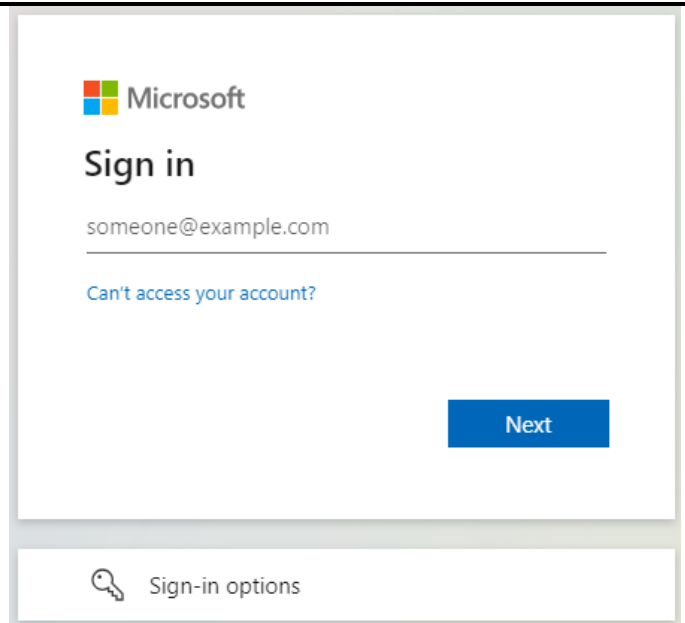 Microsoft
Sign in
someone@example.com
Can't access your account?
Next
Sign-in options